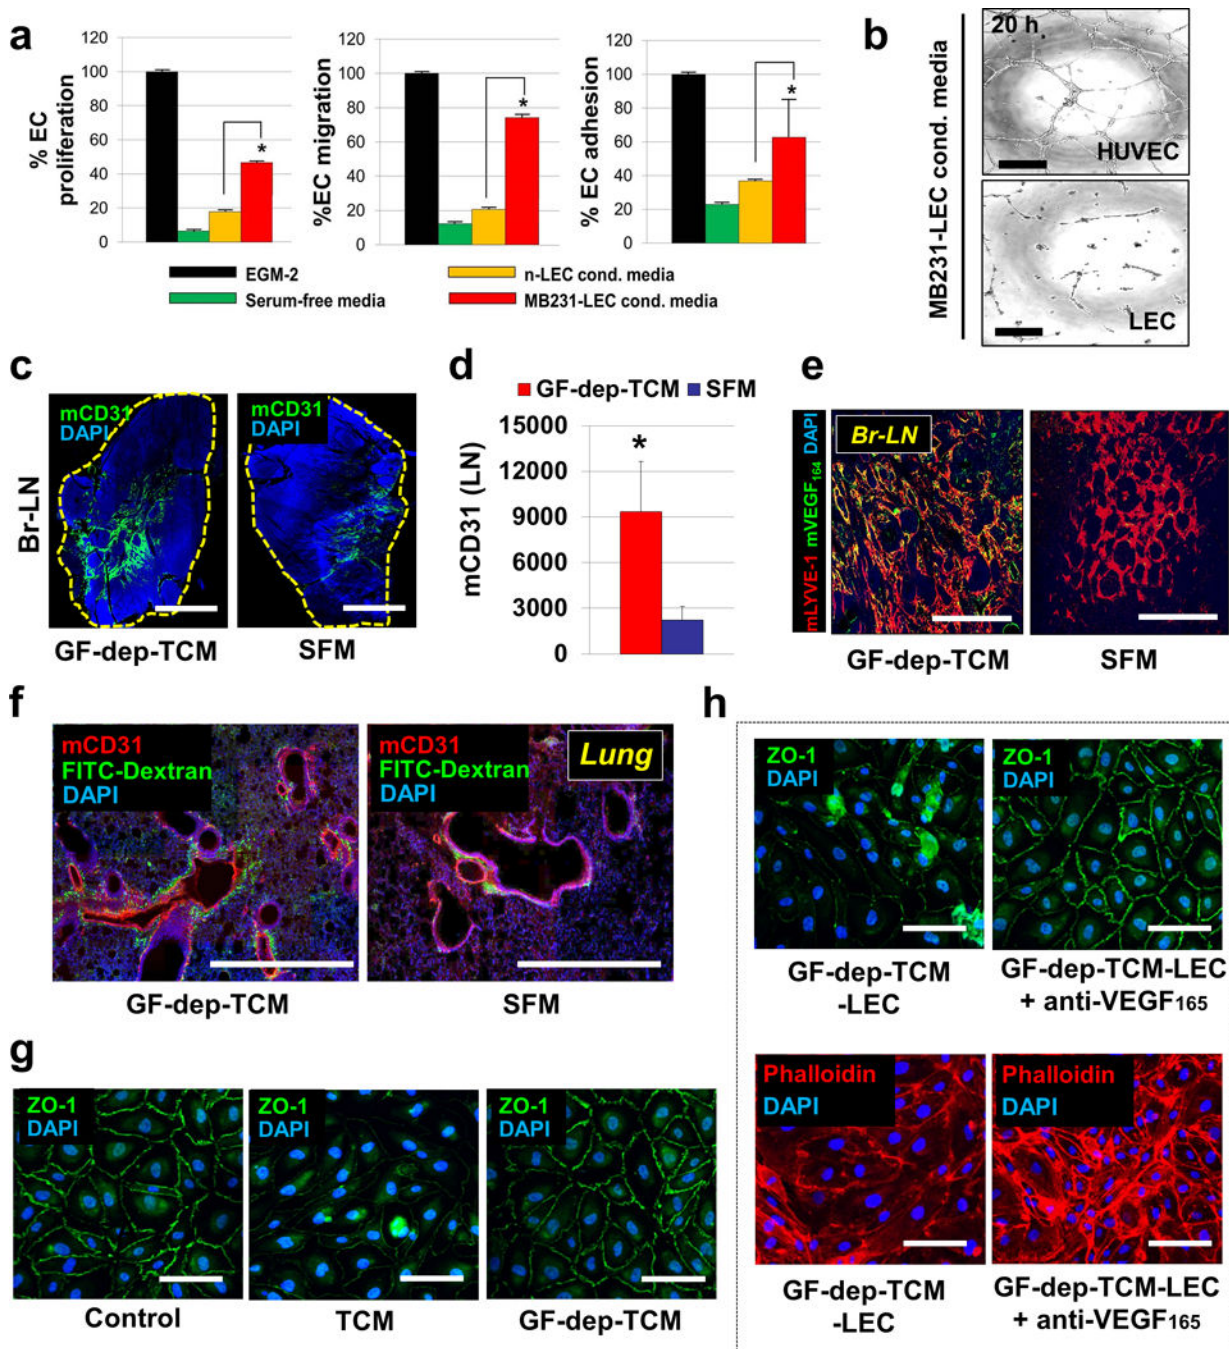 a
120
100
80
60
40
20
0
% EC
proliferation
120
100
80
60
40
20
0
%EC migration
*
120
100
80
60
40
20
0
% EC adhesion
*
*
EGM-2
n-LEC cond. media
Serum-free media
MB231-LEC cond. media
b
MB231-LEC cond. media
20 h.
HUVEC
LEC
c
Br-LN
mCD31
DAPI
mCD31
DAPI
GF-dep-TCM
SFM
d
GF-dep-TCM SFM
15000
12000
9000
6000
3000
0
mCD31 (LN)
*
e
mLYVE-1 mVEGF164 DAPI
Br-LN
GF-dep-TCM
SFM
f
mCD31
FITC-Dextran
DAPI
mCD31
FITC-Dextran
DAPI
Lung
GF-dep-TCM
SFM
g
ZO-1
DAPI
ZO-1
DAPI
ZO-1
DAPI
Control
TCM
GF-dep-TCM
h
ZO-1
DAPI
ZO-1
DAPI
GF-dep-TCM
-LEC
GF-dep-TCM-LEC
+ anti-VEGF165
Phalloidin
DAPI
Phalloidin
DAPI
GF-dep-TCM
-LEC
GF-dep-TCM-LEC
+ anti-VEGF165